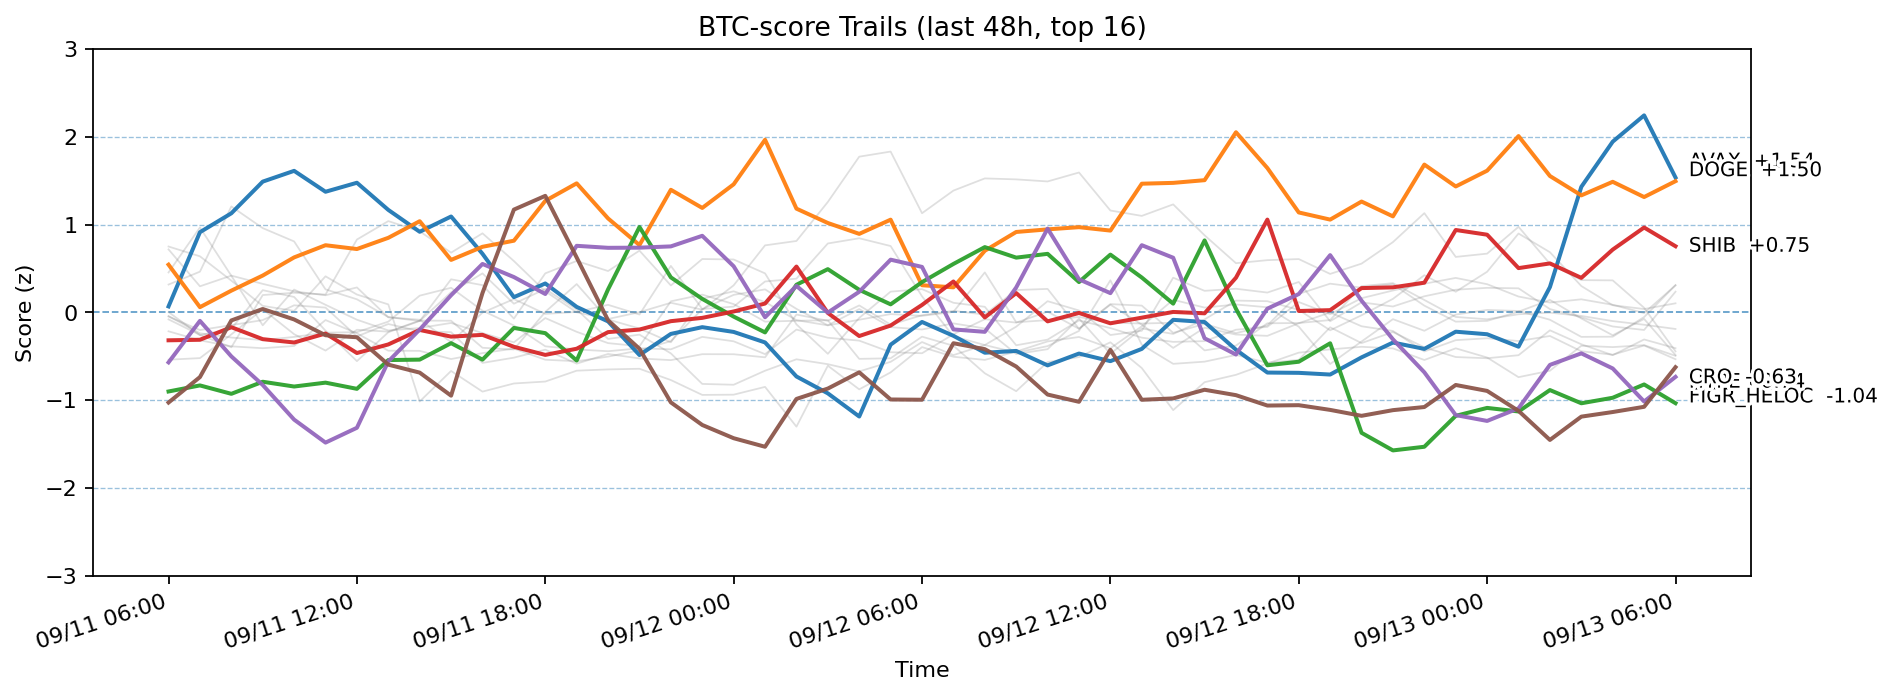 BTC-score Trails (last 48h, top 16)
Score (z)
3
2
1
0
−1
−2
−3
AVAX +1.54
DOGE +1.50
SHIB +0.75
CRO -0.63
FIGR_HELOC -1.04
09/11 06:00
09/11 12:00
09/11 18:00
09/12 00:00
09/12 06:00
09/12 12:00
09/12 18:00
09/13 00:00
09/13 06:00
Time